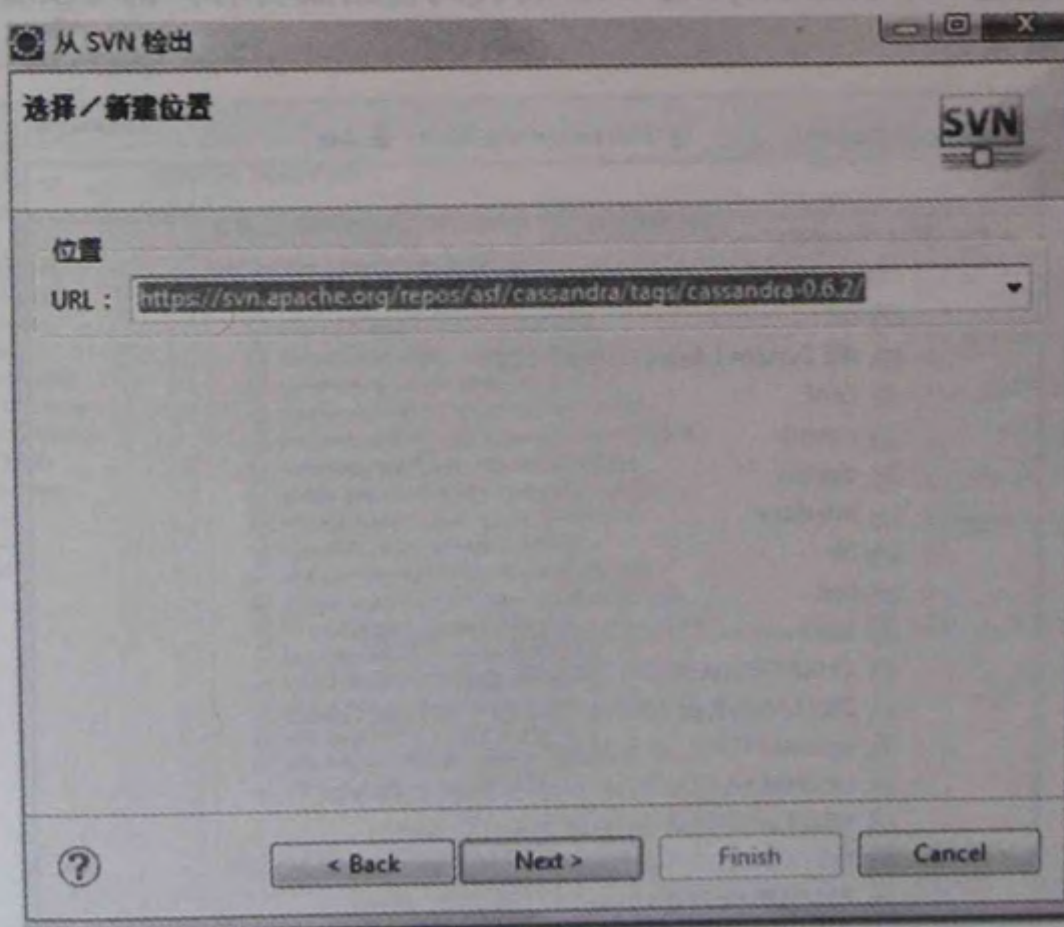 从 SVN 检出
选择／新建位置
SVN
位置
URL： https://svn.apache.org/repos/asf/cassandra/tags/cassandra-0.6.2/
< Back Next > Finish Cancel